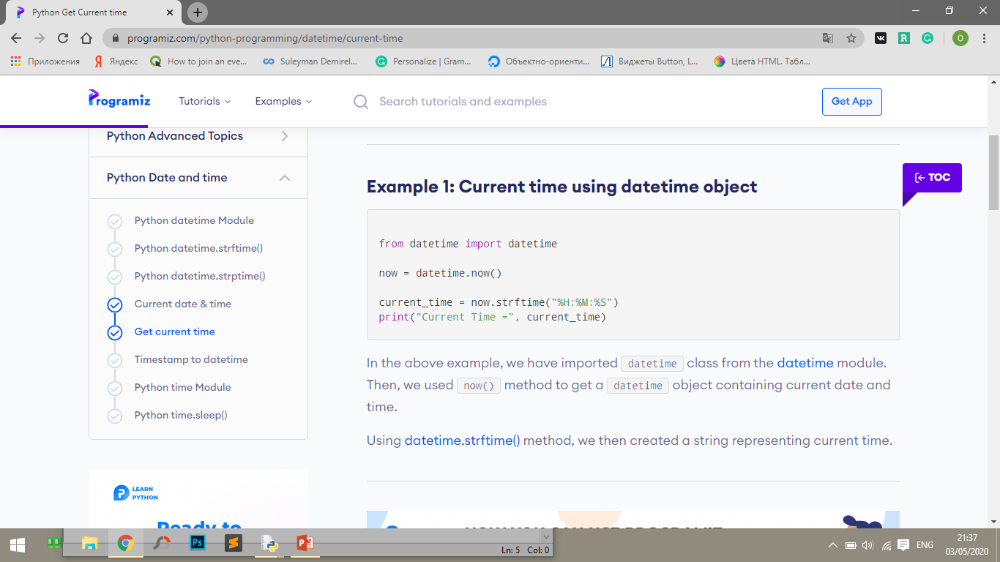 Python Get Current time
programiz.com/python-programming/datetime/current-time
Приложения
Яндекс
How to join an eve...
Suleyman Demirel...
Personalize | Gram...
Объектно-ориенти...
Виджеты Button, L...
Цвета HTML. Табл...
Programiz
Tutorials
Examples
Search tutorials and examples
Get App
Python Advanced Topics
Python Date and time
Python datetime Module
Python datetime.strftime()
Python datetime.strptime()
Current date & time
Get current time
Timestamp to datetime
Python time Module
Python time.sleep()
LEARN
PYTHON
Ready to
TOC
Example 1: Current time using datetime object
from datetime import datetime
now = datetime.now()
current_time = now.strftime("%H:%M:%S")
print("Current Time =", current_time)
In the above example, we have imported datetime class from the datetime module.
Then, we used now() method to get a datetime object containing current date and
time.
Using datetime.strftime() method, we then created a string representing current time.
Ps
Ln: 5 Col: 0
ENG
21:37
03/05/2020